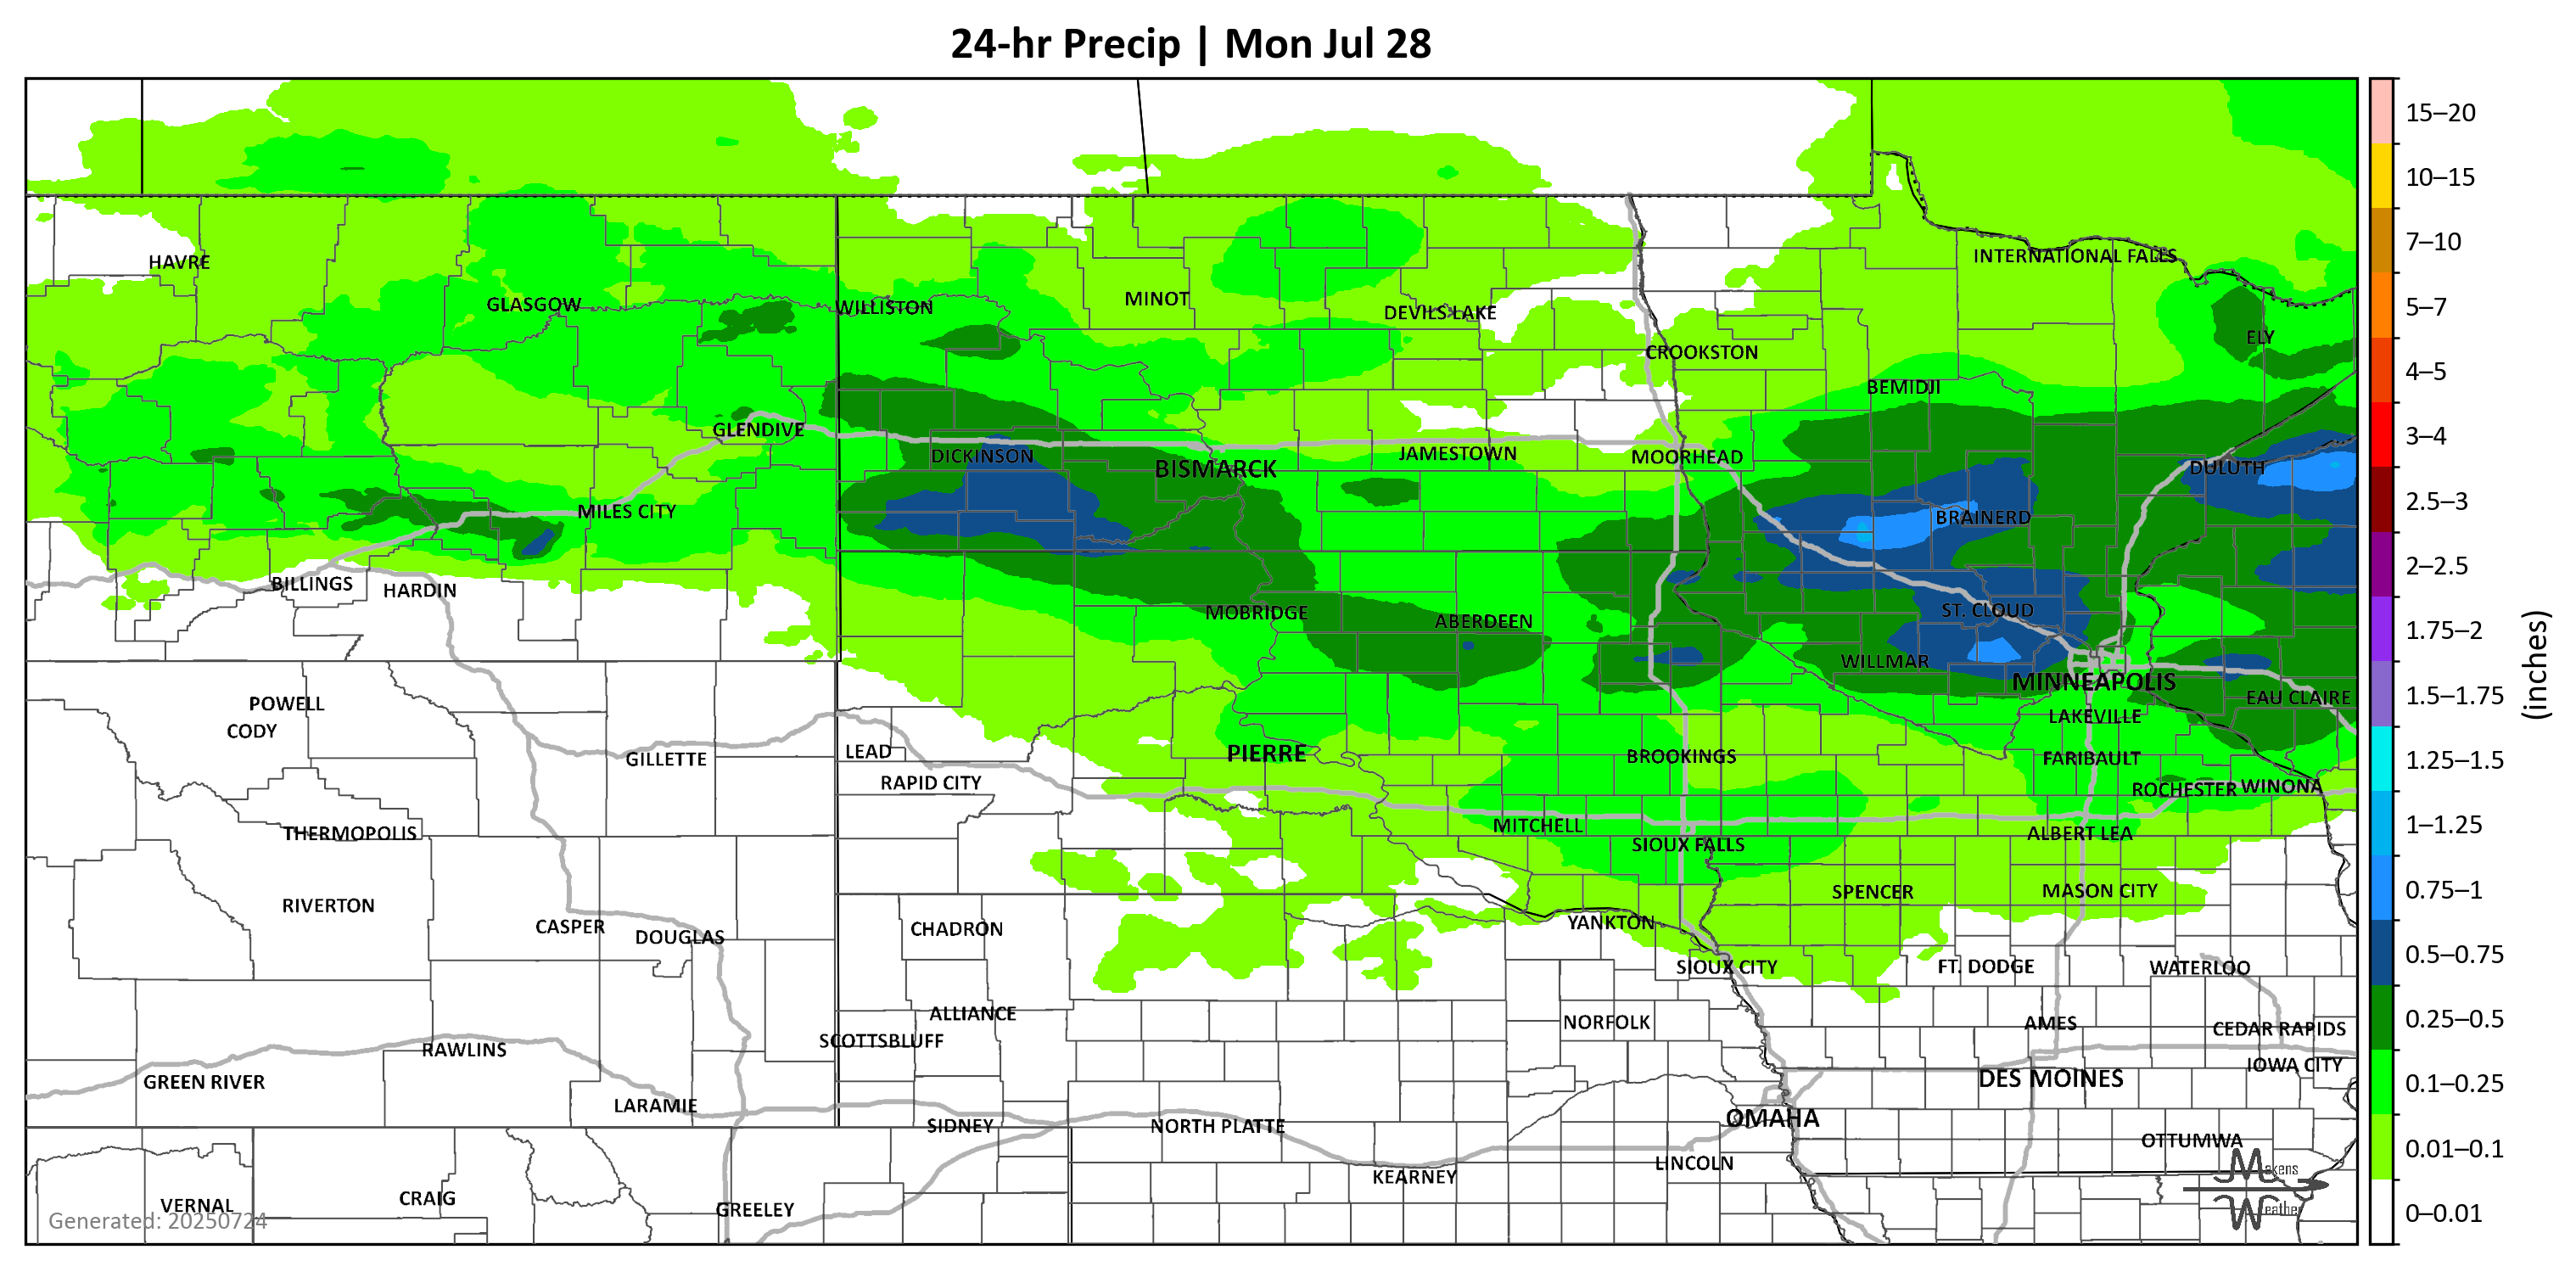 24-hr Precip | Mon Jul 28
15–20
10–15
7–10
5–7
4–5
3–4
2.5–3
2–2.5
1.75–2
1.5–1.75
1.25–1.5
1–1.25
0.75–1
0.5–0.75
0.25–0.5
0.1–0.25
0.01–0.1
0–0.01
(inches)
HAVRE
INTERNATIONAL FALLS
GLASGOW
WILLISTON
MINOT
DEVILS LAKE
ELY
CROOKSTON
BEMIDJI
GLENDIVE
DICKINSON
BISMARCK
JAMESTOWN
MOORHEAD
DULUTH
MILES CITY
BRAINERD
BILLINGS
HARDIN
MOBRIDGE
ABERDEEN
ST. CLOUD
WILLMAR
MINNEAPOLIS
EAU CLAIRE
POWELL
CODY
LAKEVILLE
GILLETTE
LEAD
PIERRE
BROOKINGS
FARIBAULT
RAPID CITY
ROCHESTER
WINONA
THERMOPOLIS
MITCHELL
ALBERT LEA
SIOUX FALLS
RIVERTON
SPENCER
MASON CITY
CASPER
DOUGLAS
CHADRON
YANKTON
SIOUX CITY
FT. DODGE
WATERLOO
ALLIANCE
NORFOLK
AMES
CEDAR RAPIDS
SCOTTSBLUFF
RAWLINS
IOWA CITY
GREEN RIVER
DES MOINES
LARAMIE
SIDNEY
NORTH PLATTE
OMAHA
OTTUMWA
LINCOLN
KEARNEY
VERNAL
CRAIG
GREELEY
Generated: 20250724
Makens
Weather